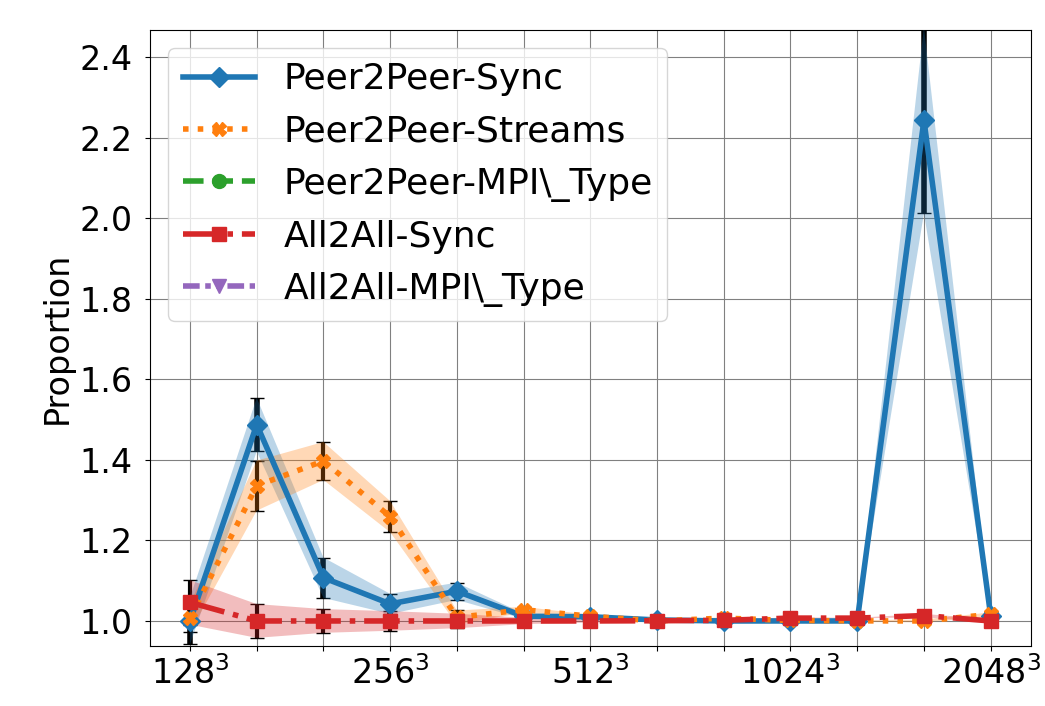 2.4
2.2
2.0
1.8
1.6
1.4
1.2
1.0
Proportion
Peer2Peer-Sync
Peer2Peer-Streams
Peer2Peer-MPI\_Type
All2All-Sync
All2All-MPI\_Type
128³ 256³ 512³ 1024³ 2048³